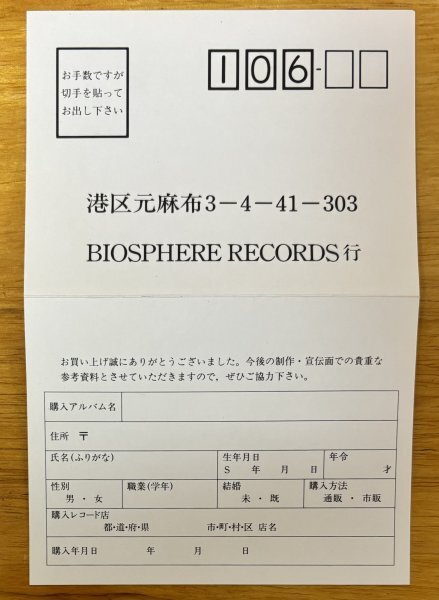 お手数ですが
切手を貼って
お出し下さい
106-
港区元麻布3－4－41－303
BIOSPHERE RECORDS 行
お買い上げ誠にありがとうございました。今後の制作・宣伝面での貴重な
参考資料とさせていただきますので，ぜひご協力下さい。
購入アルバム名
住所 〒
氏名(ふりがな) 生年月日 年令
S 年 月 日 才
性別 職業(学年) 結婚 購入方法
男・女 未・既 通販・市販
購入レコード店
都・道・府・県 市・町・村・区 店名
購入年月日 年 月 日